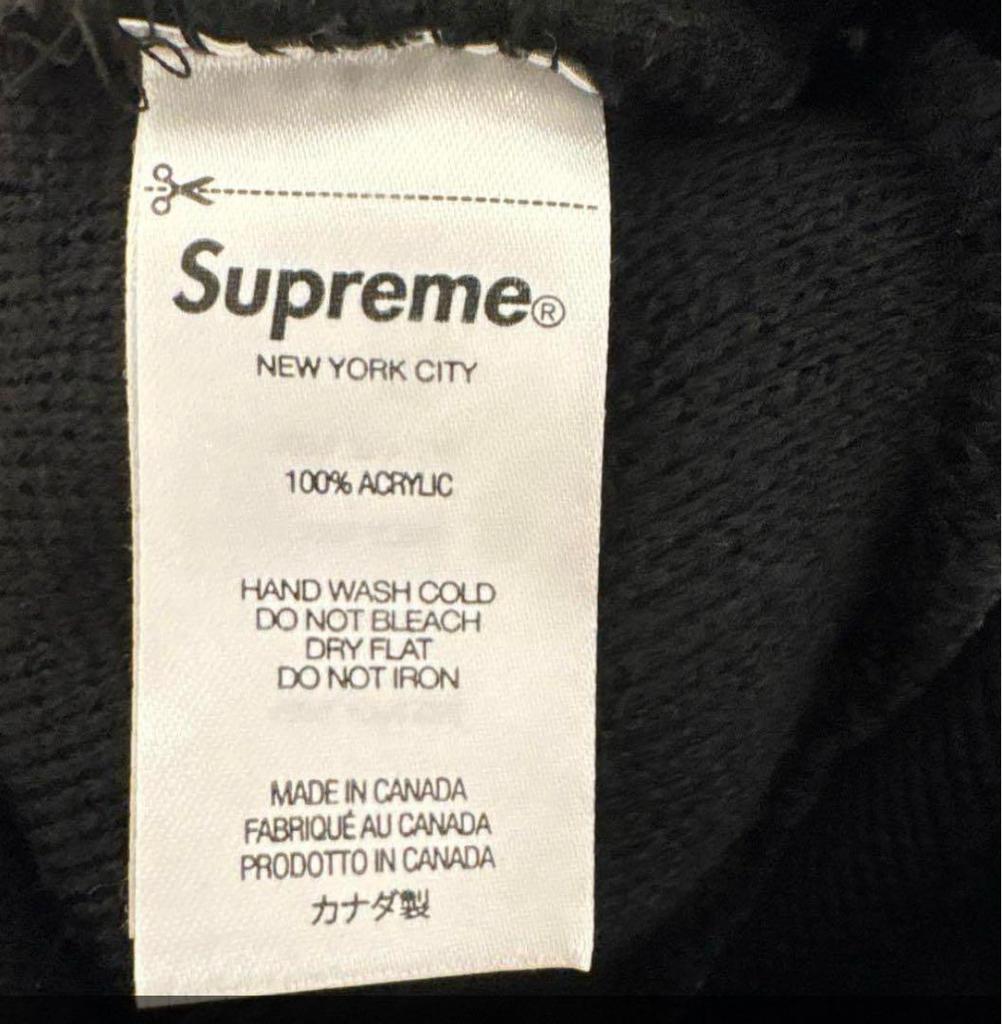 Supreme®
NEW YORK CITY
100% ACRYLIC
HAND WASH COLD
DO NOT BLEACH
DRY FLAT
DO NOT IRON
MADE IN CANADA
FABRIQUÉ AU CANADA
PRODOTTO IN CANADA
カナダ製